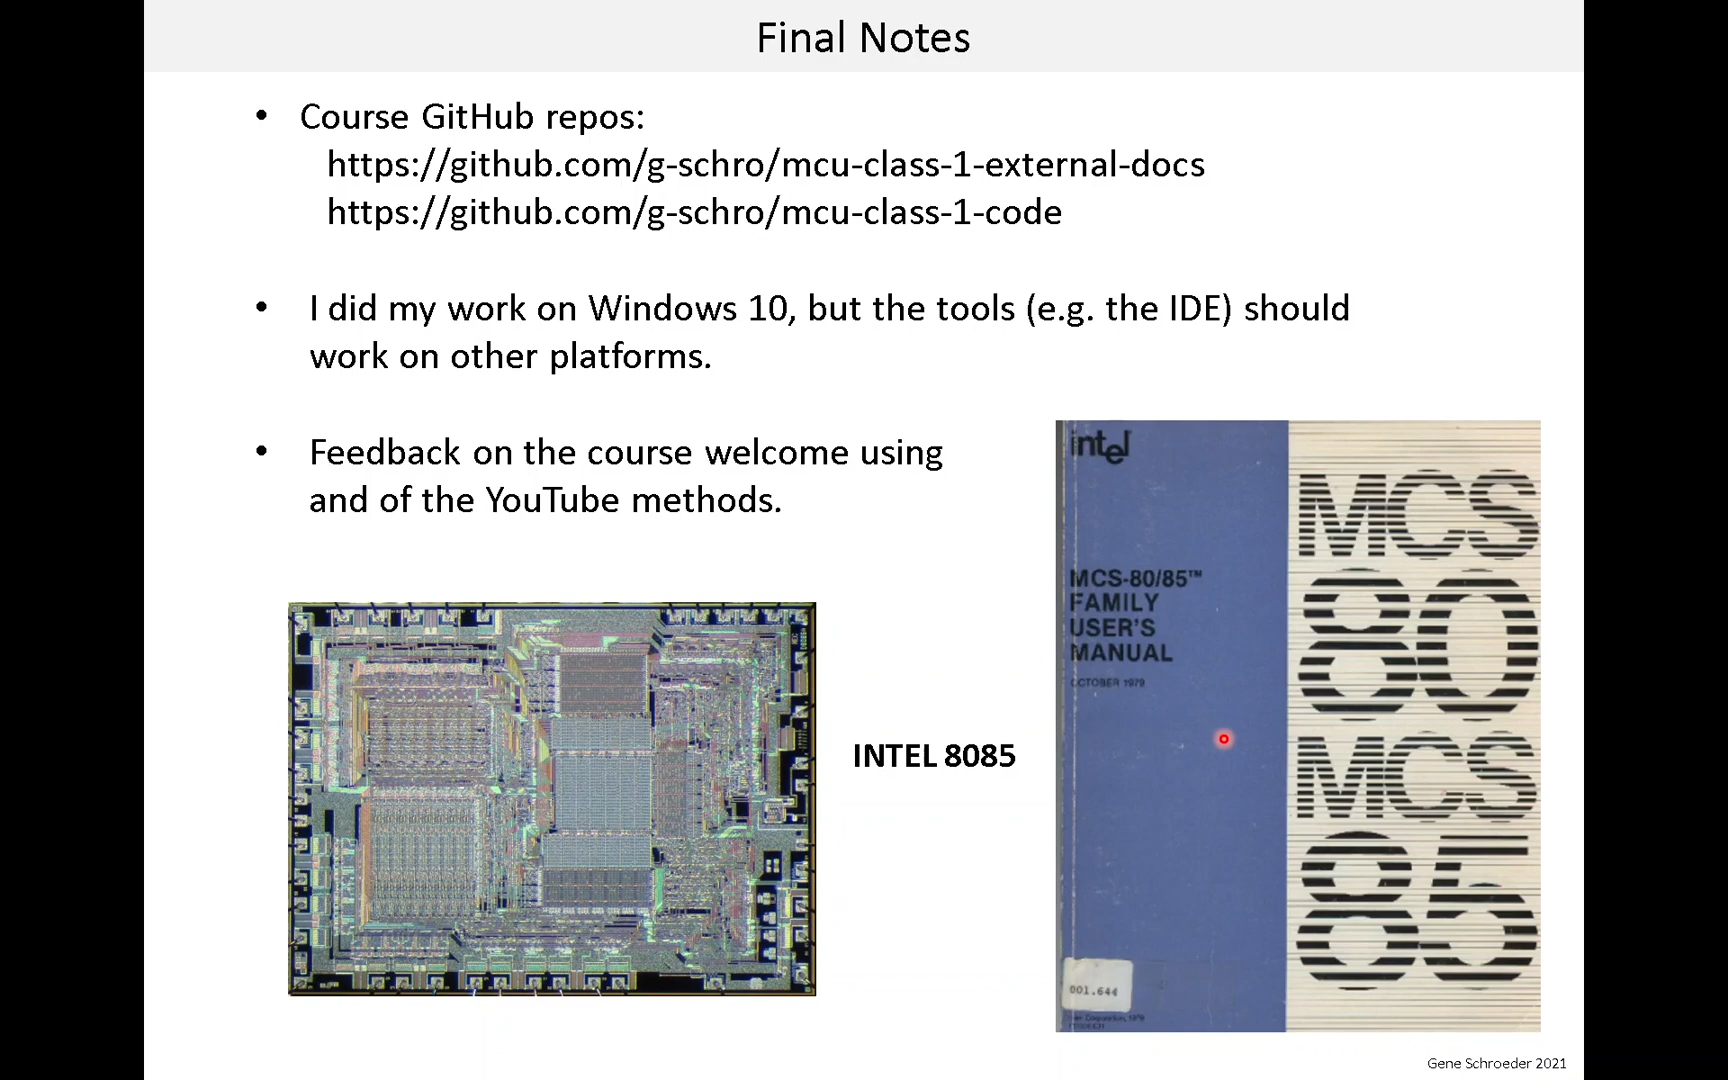 Final Notes
• Course GitHub repos:
https://github.com/g-schro/mcu-class-1-external-docs
https://github.com/g-schro/mcu-class-1-code
• I did my work on Windows 10, but the tools (e.g. the IDE) should
work on other platforms.
• Feedback on the course welcome using
and of the YouTube methods.
INTEL 8085
intel
MCS-80/85™
FAMILY
USER'S
MANUAL
OCTOBER 1979
001.644
MCS
80
MCS
85
Gene Schroeder 2021